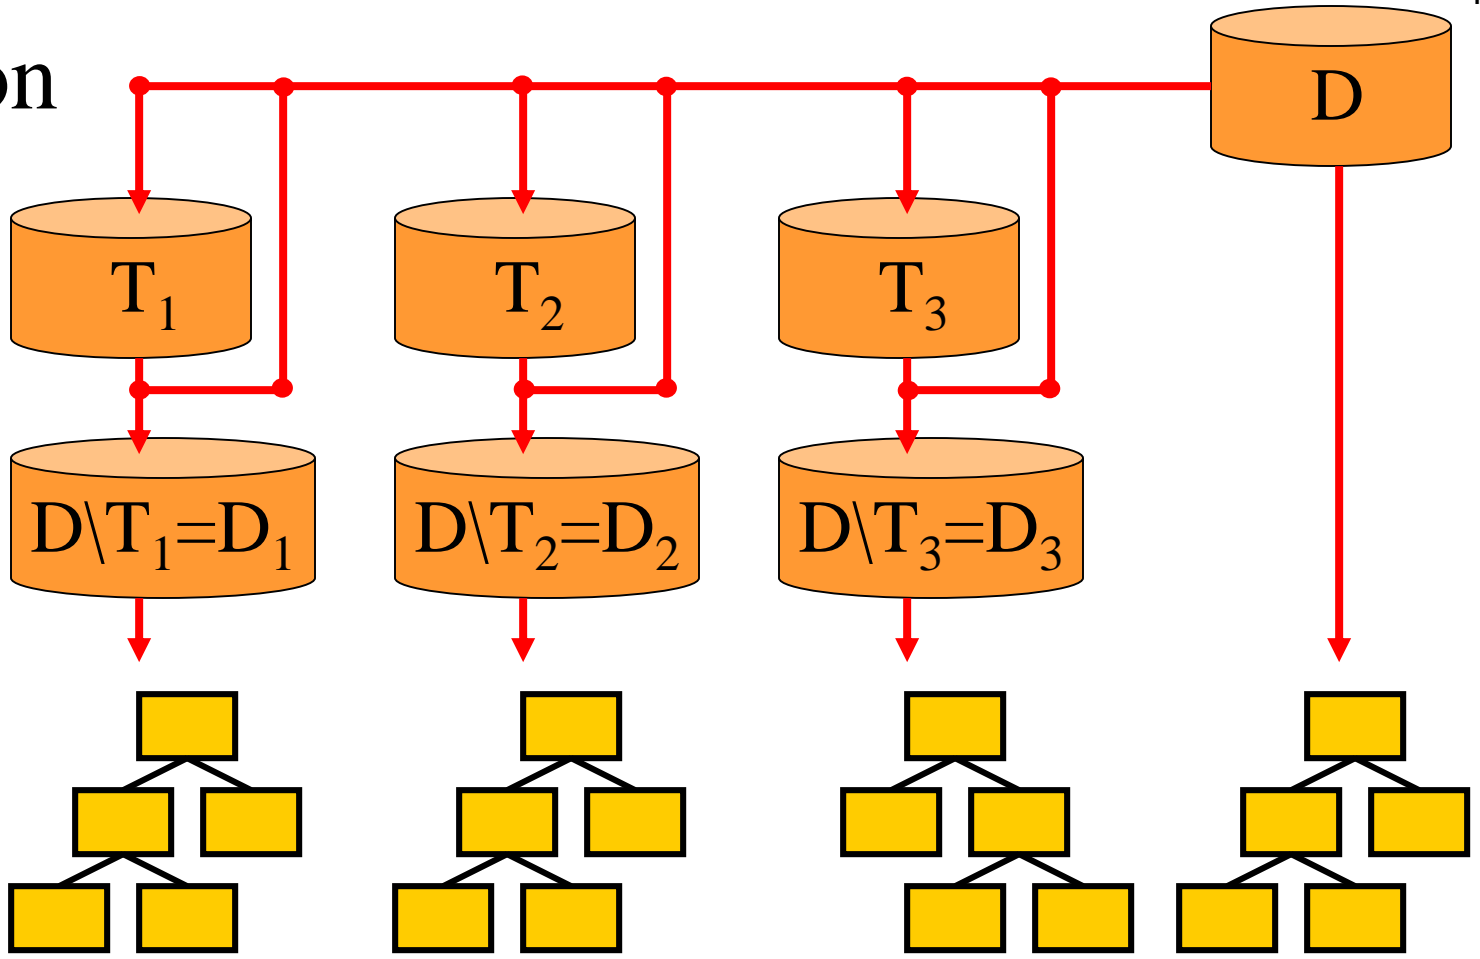 on
D
T₁
T₂
T₃
D\T₁=D₁
D\T₂=D₂
D\T₃=D₃